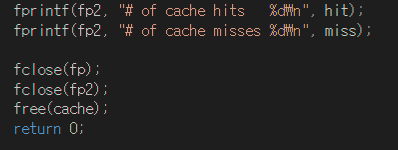 fprintf(fp2, "# of cache hits   %d₩n", hit);
fprintf(fp2, "# of cache misses %d₩n", miss);
fclose(fp);
fclose(fp2);
free(cache);
return 0;